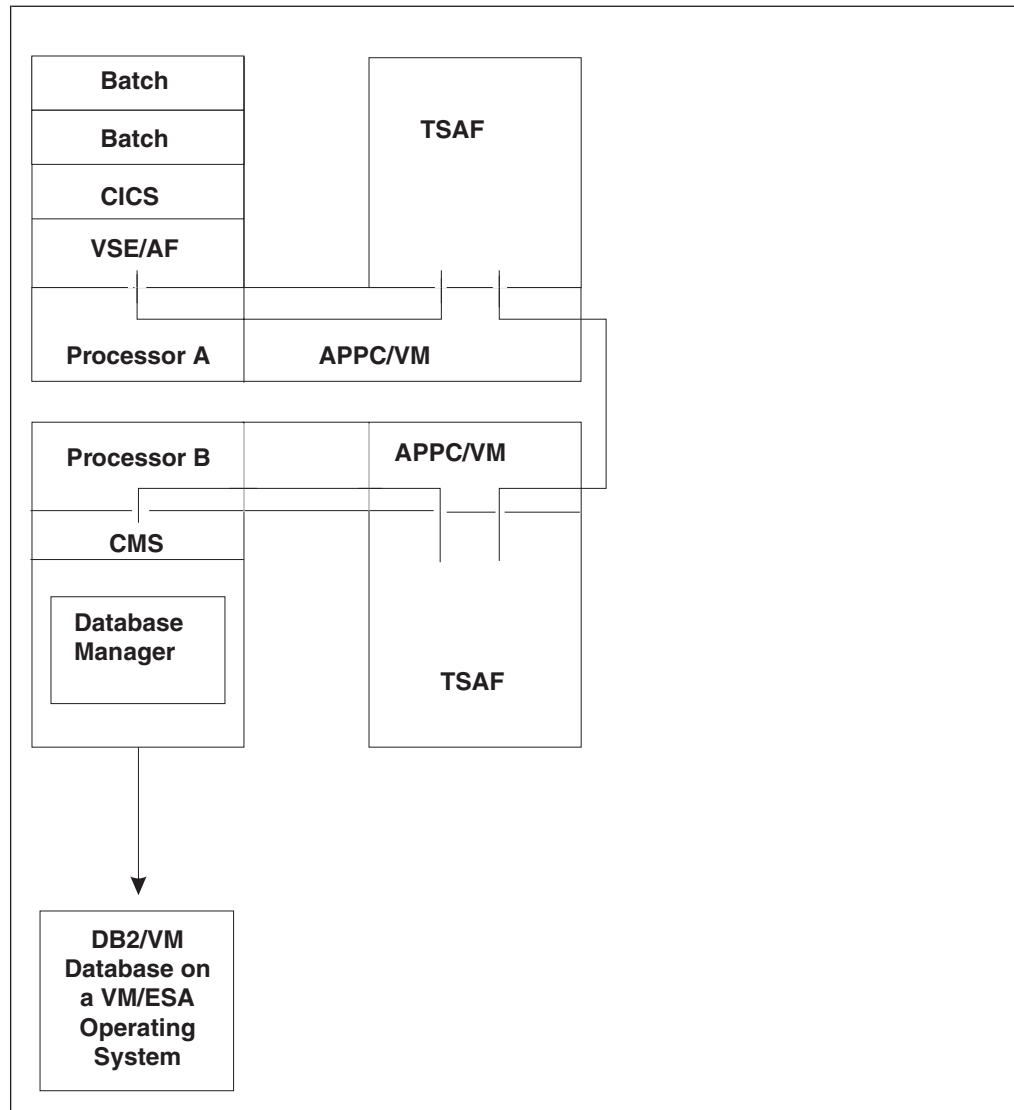 Batch
TSAF
Batch
CICS
VSE/AF
Processor A
APPC/VM
Processor B
APPC/VM
CMS
Database
Manager
TSAF
DB2/VM
Database on
a VM/ESA
Operating
System